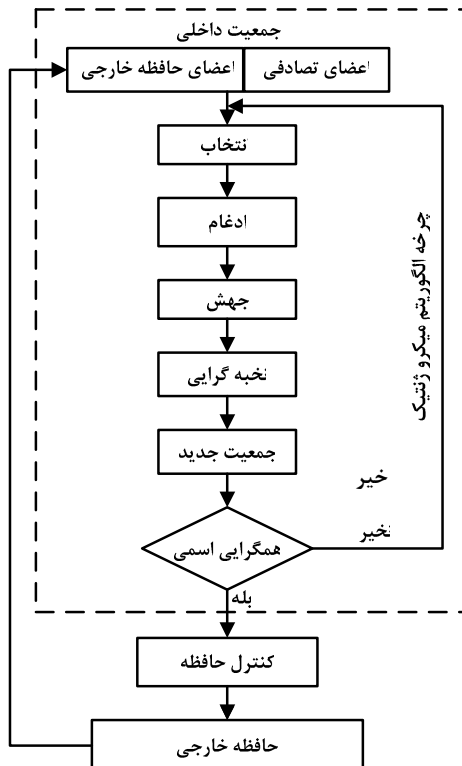 جمعیت داخلی
اعضای تصادفی
اعضای حافظه خارجی
نتخاب
ادغام
جهش
نخبه گرایی
جمعیت جدید
چرخه الگوریتم میکرو ژنتیک
خیر
همگرایی اسمی
نخیر
بله
کنترل حافظه
حافظه خارجی